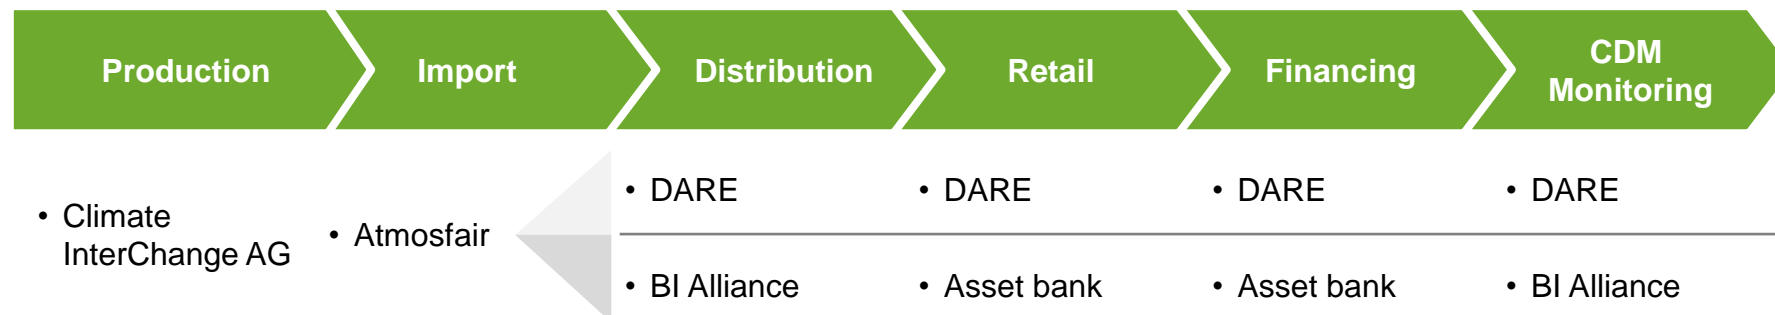 Production
Import
Distribution
Retail
Financing
CDM
Monitoring
• Climate
InterChange AG
• Atmosfair
• DARE
• DARE
• DARE
• DARE
• BI Alliance
• Asset bank
• Asset bank
• BI Alliance